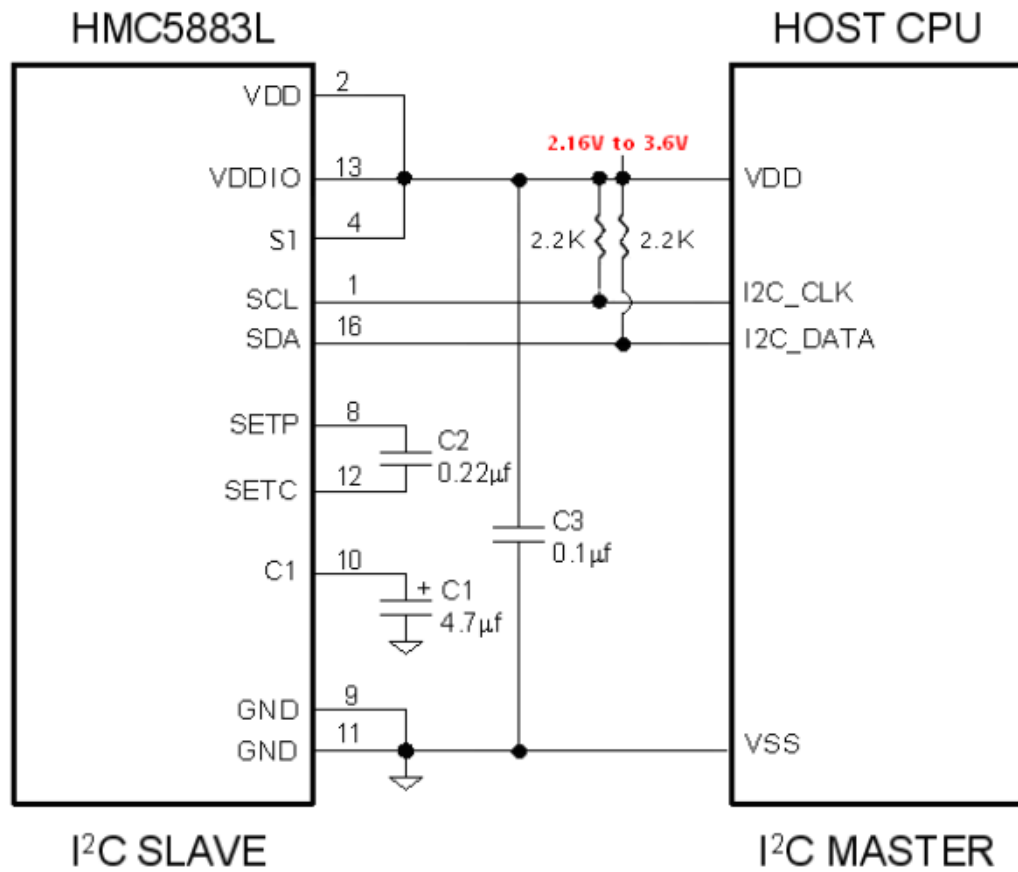 HMC5883L
HOST CPU
VDD 2
2.16V to 3.6V
VDDIO 13
VDD
S1 4
2.2K 2.2K
SCL 1
I2C_CLK
SDA 16
I2C_DATA
SETP 8
C2
0.22µf
SETC 12
C3
0.1µf
C1 10
+ C1
4.7µf
GND 9
GND 11
VSS
I²C SLAVE
I²C MASTER